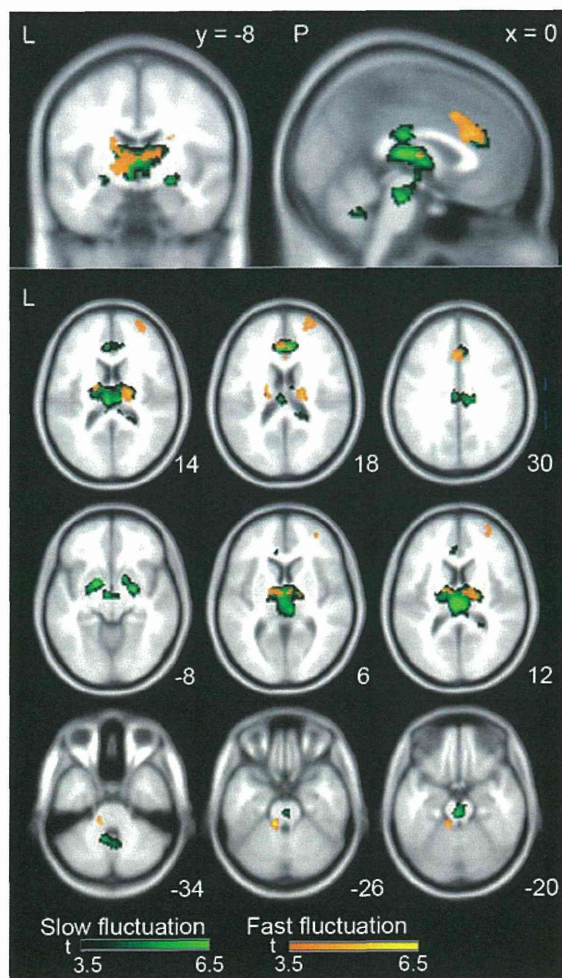 L y = -8 P x = 0
L
14 18 30
-8 6 12
-34 -26 -20
Slow fluctuation Fast fluctuation
t t
3.5 6.5 3.5 6.5